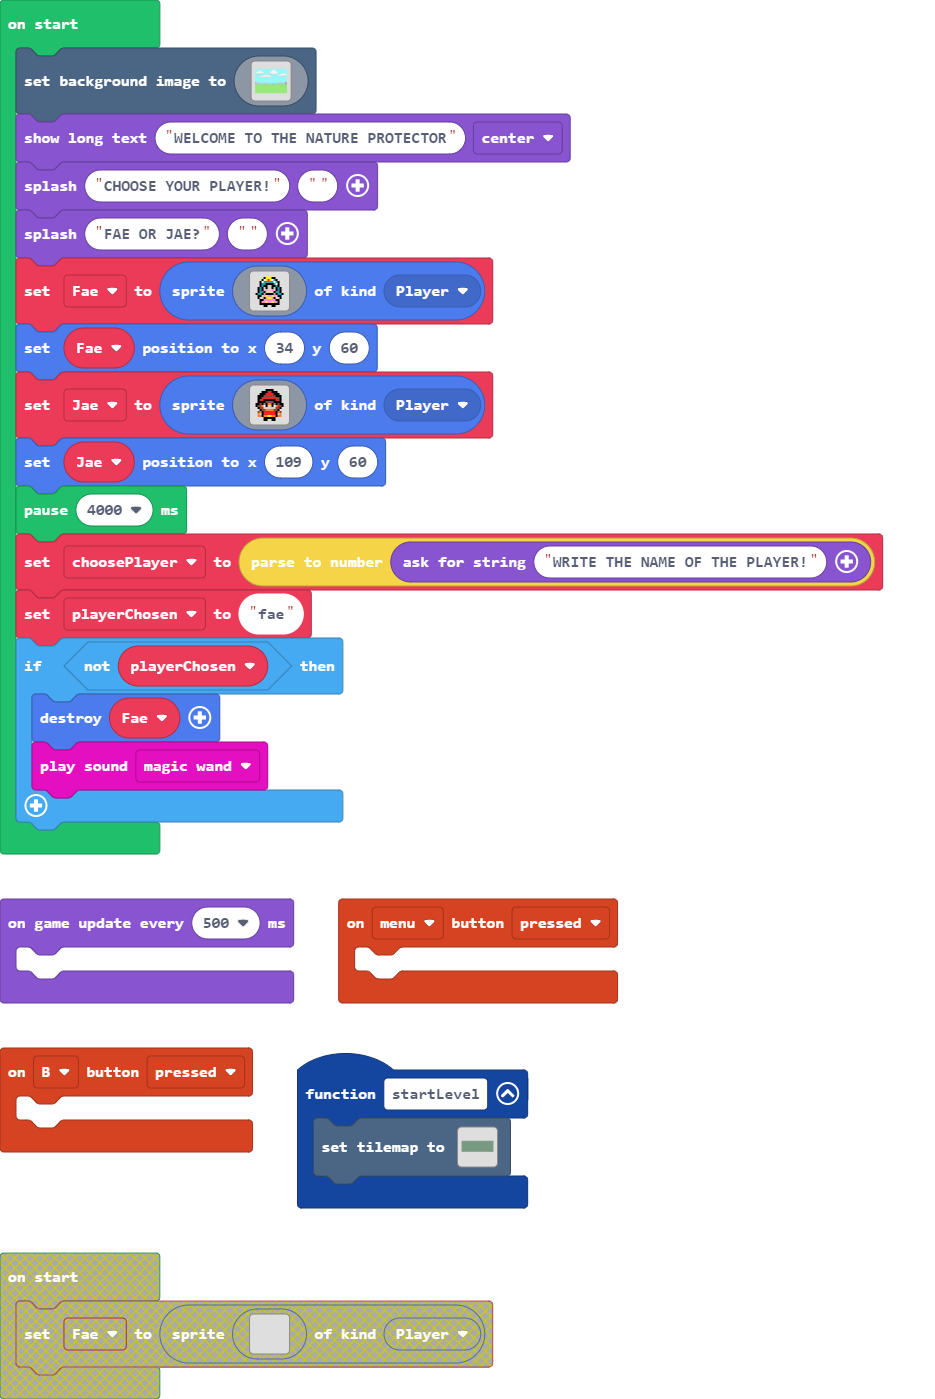 on start
set background image to
show long text "WELCOME TO THE NATURE PROTECTOR" center
splash "CHOOSE YOUR PLAYER!" " "
splash "FAE OR JAE?" " "
set Fae to sprite of kind Player
set Fae position to x 34 y 60
set Jae to sprite of kind Player
set Jae position to x 109 y 60
pause 4000 ms
set choosePlayer to parse to number ask for string "WRITE THE NAME OF THE PLAYER!"
set playerChosen to "fae"
if not playerChosen then
destroy Fae
play sound magic wand
on game update every 500 ms
on menu button pressed
on B button pressed
function startLevel
set tilemap to
on start
set Fae to sprite of kind Player